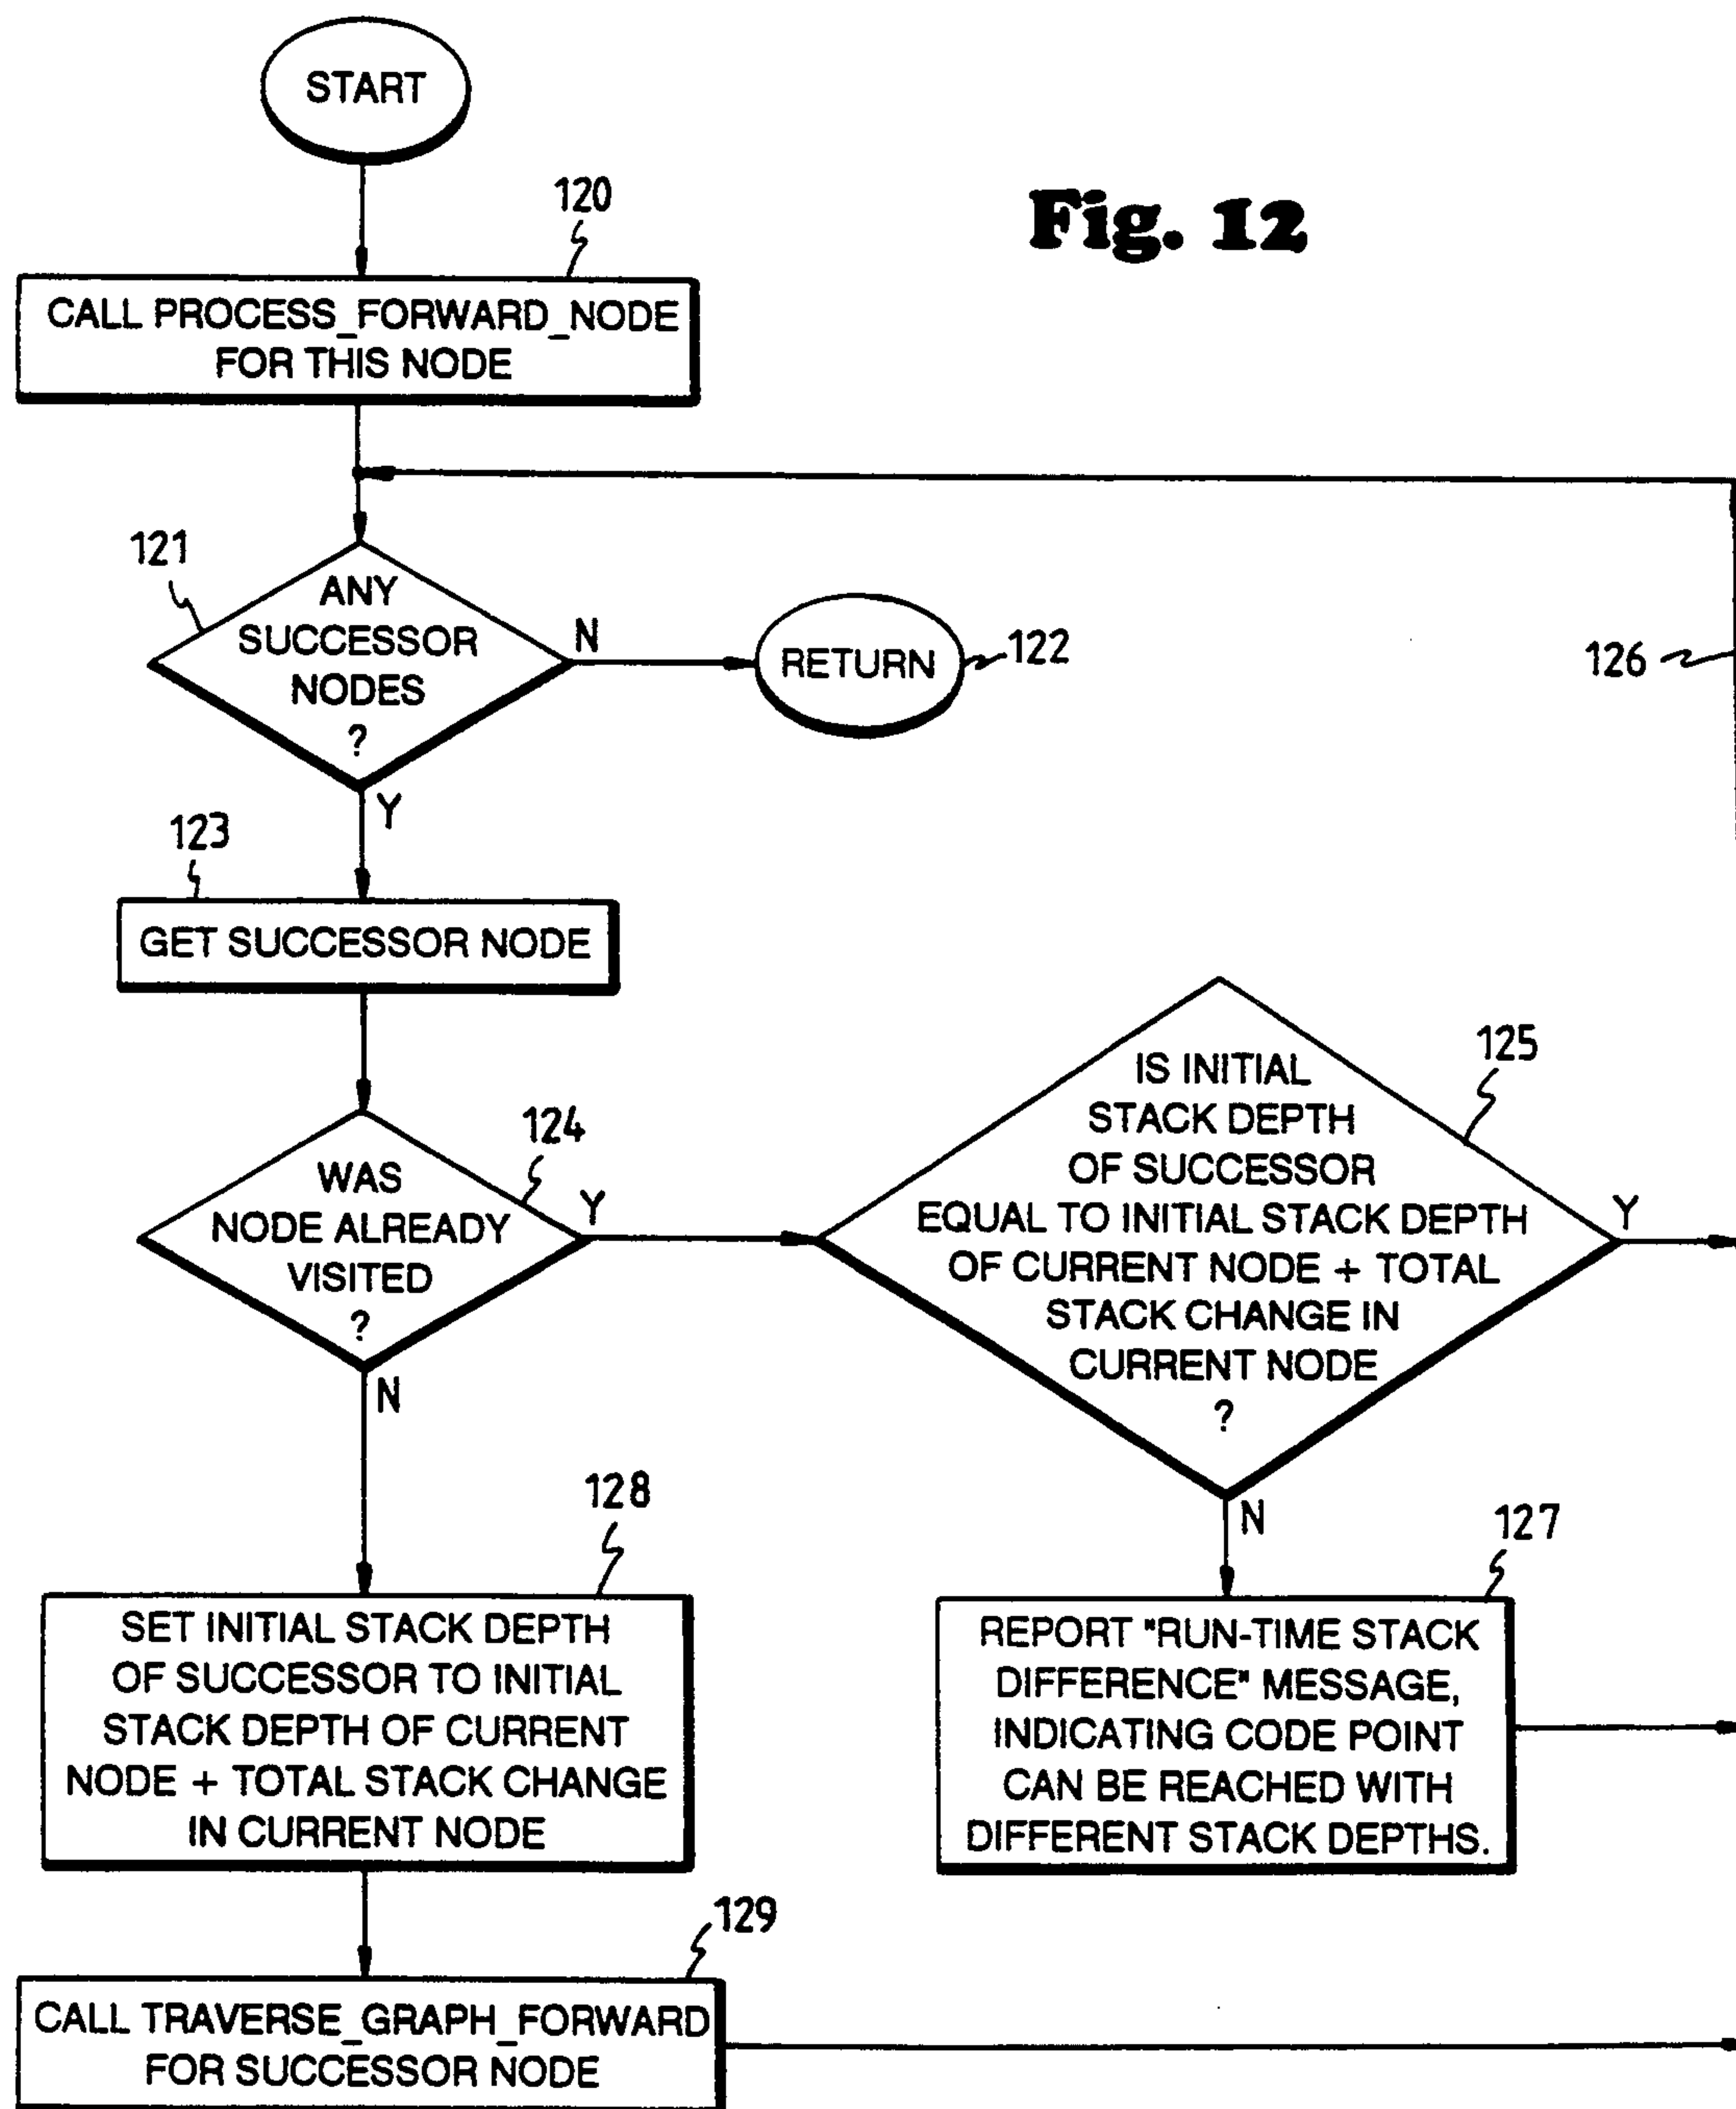 START
Fig. 12
120
CALL PROCESS_FORWARD_NODE
FOR THIS NODE
121
ANY
SUCCESSOR
NODES
?
N
RETURN
122
126
Y
123
GET SUCCESSOR NODE
124
WAS
NODE ALREADY
VISITED
?
Y
N
125
IS INITIAL
STACK DEPTH
OF SUCCESSOR
EQUAL TO INITIAL STACK DEPTH
OF CURRENT NODE + TOTAL
STACK CHANGE IN
CURRENT NODE
?
Y
N
128
SET INITIAL STACK DEPTH
OF SUCCESSOR TO INITIAL
STACK DEPTH OF CURRENT
NODE + TOTAL STACK CHANGE
IN CURRENT NODE
127
REPORT "RUN-TIME STACK
DIFFERENCE" MESSAGE,
INDICATING CODE POINT
CAN BE REACHED WITH
DIFFERENT STACK DEPTHS.
129
CALL TRAVERSE_GRAPH_FORWARD
FOR SUCCESSOR NODE